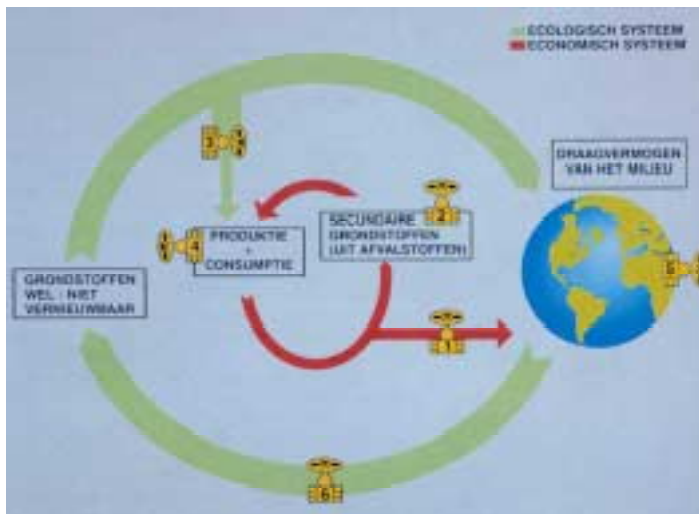 ECOLOGISCH SYSTEEM
ECONOMISCH SYSTEEM
3
DRAAGVERMOGEN
VAN HET MILIEU
2
SECUNDAIRE
GRONDSTOFFEN
(UIT AFVALSTOFFEN)
4
PRODUKTIE
+
CONSUMPTIE
5
GRONDSTOFFEN
WEL - NIET
VERNIEUWBAAR
1
6